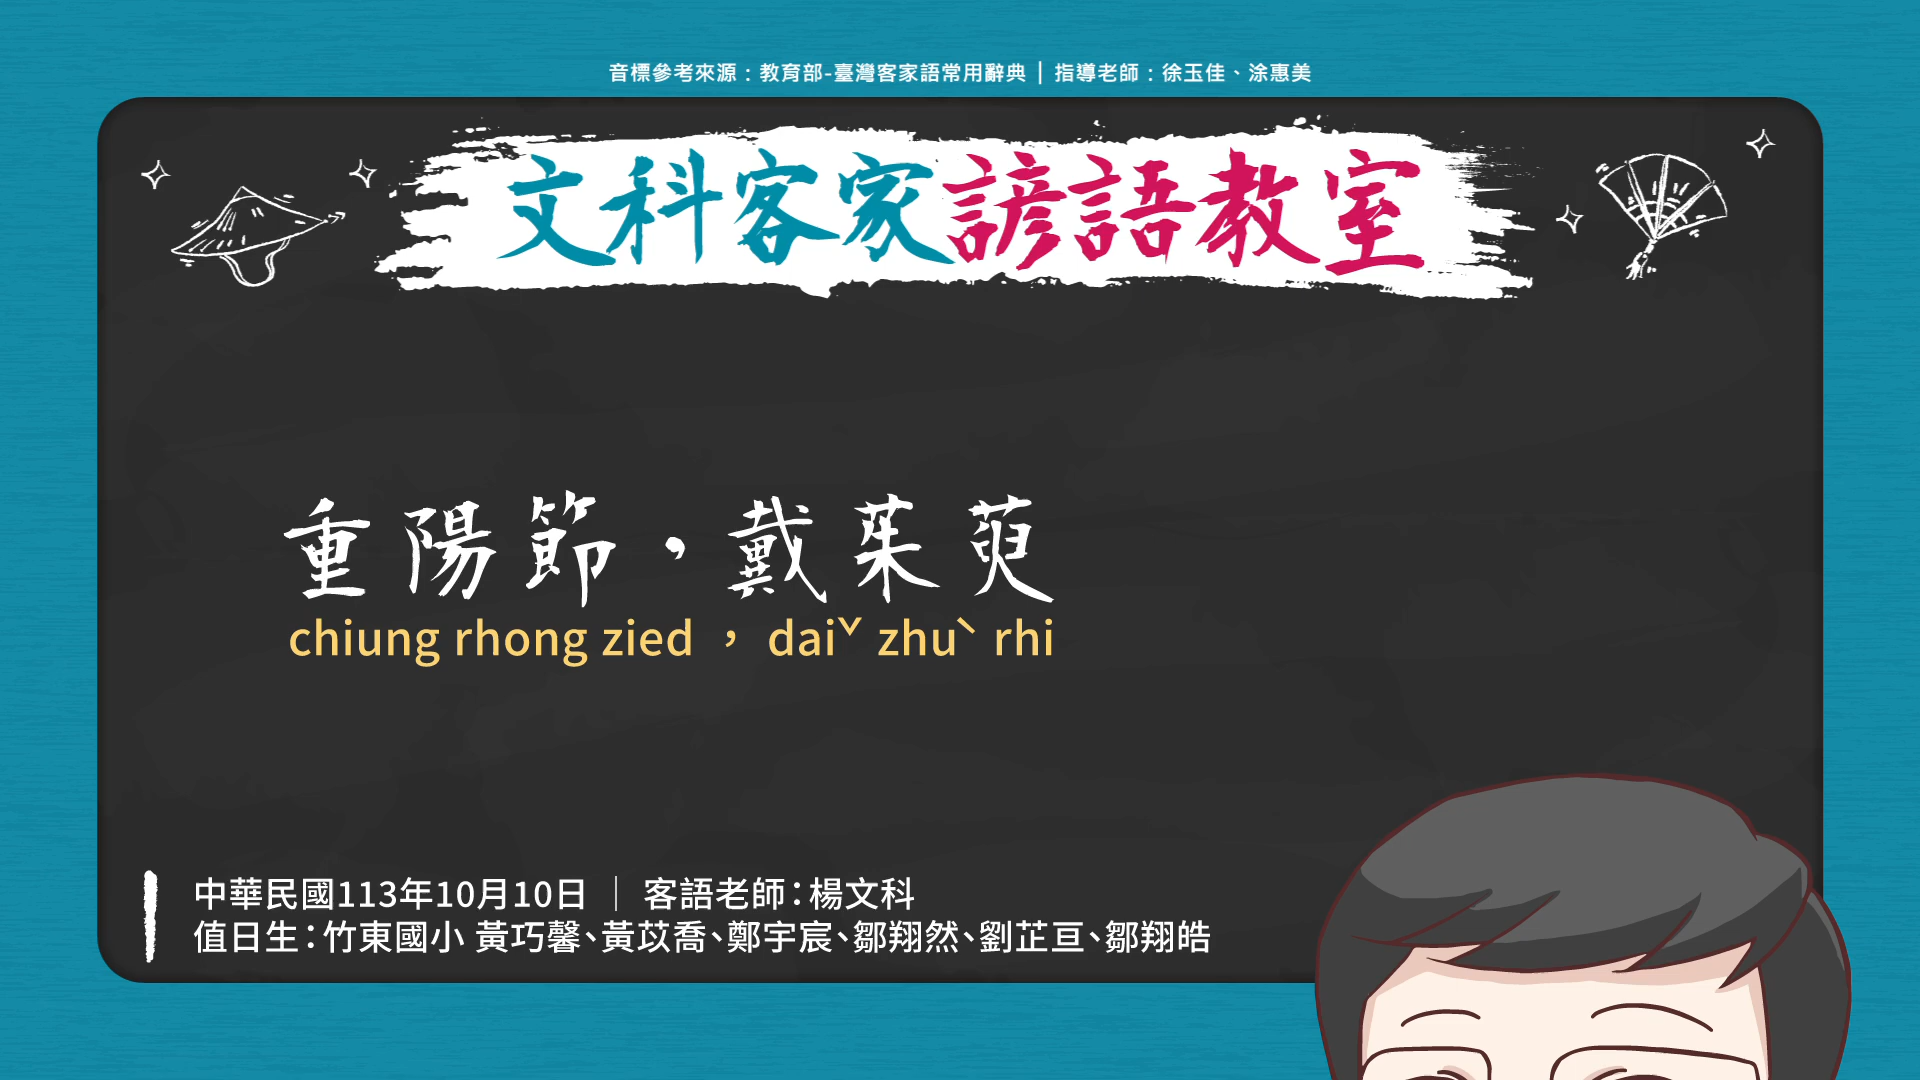 音標參考來源：教育部-臺灣客家語常用辭典｜指導老師：徐玉佳、涂惠美
文科客家諺語教室
重陽節，戴茱萸
chiung rhong zied ， daiˇ zhuˋ rhi
中華民國113年10月10日｜客語老師：楊文科
值日生：竹東國小 黃巧馨、黃苡喬、鄭宇宸、鄒翔然、劉芷亘、鄒翔皓